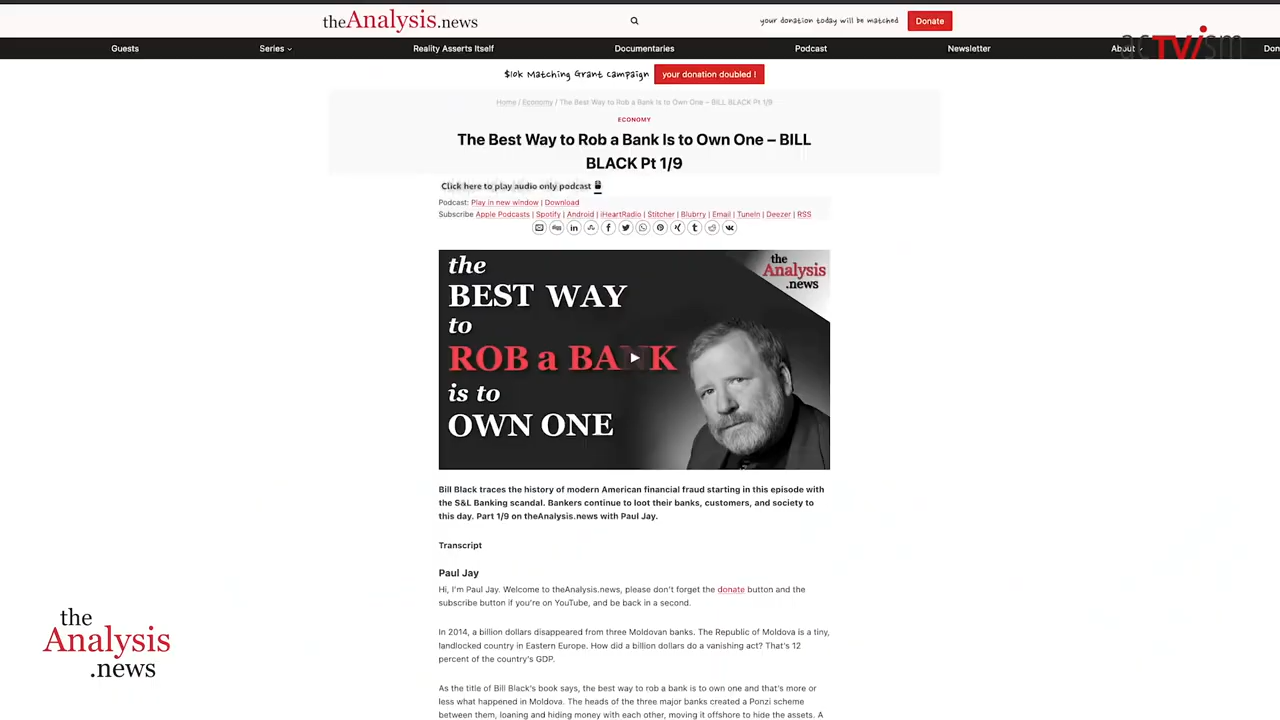 theAnalysis.news
your donation today will be matched
Donate
acTVism
Guests
Series
Reality Asserts Itself
Documentaries
Podcast
Newsletter
About
Don
$10k Matching Grant Campaign
your donation doubled !
Home / Economy / The Best Way to Rob a Bank Is to Own One – BILL BLACK Pt 1/9
ECONOMY
The Best Way to Rob a Bank Is to Own One – BILL
BLACK Pt 1/9
Click here to play audio only podcast
Podcast: Play in new window | Download
Subscribe Apple Podcasts | Spotify | Android | iHeartRadio | Stitcher | Blubrry | Email | TuneIn | Deezer | RSS
the
BEST WAY
to
ROB a BANK
is to
OWN ONE
the
Analysis
.news
Bill Black traces the history of modern American financial fraud starting in this episode with
the S&L Banking scandal. Bankers continue to loot their banks, customers, and society to
this day. Part 1/9 on theAnalysis.news with Paul Jay.
Transcript
Paul Jay
Hi, I'm Paul Jay. Welcome to theAnalysis.news, please don't forget the donate button and the
subscribe button if you're on YouTube, and be back in a second.
In 2014, a billion dollars disappeared from three Moldovan banks. The Republic of Moldova is a tiny,
landlocked country in Eastern Europe. How did a billion dollars do a vanishing act? That's 12
percent of the country's GDP.
As the title of Bill Black's book says, the best way to rob a bank is to own one and that's more or
less what happened in Moldova. The heads of the three major banks created a Ponzi scheme
between them, loaning and hiding money with each other, moving it offshore to hide the assets. A
the
Analysis
.news